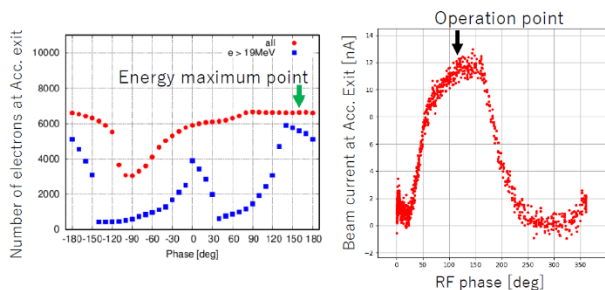 all
e > 19MeV
Energy maximum point
Number of electrons at Acc. exit
10000
8000
6000
4000
2000
0
-180-150-120-90 -60 -30 0 30 60 90 120 150 180
Phase [deg]
Operation point
Beam current at Acc. Exit [nA]
14
12
10
8
6
4
2
0
0 50 100 150 200 250 300 350
RF phase [deg]